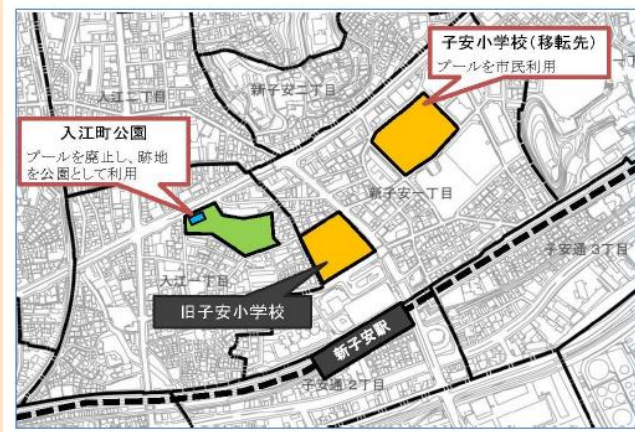 子安小学校(移転先)
プールを市民利用
入江二丁目
新子安二丁目
入江町公園
プールを廃止し、跡地
を公園として利用
新子安一丁目
子安通 3丁目
入江一丁目
旧子安小学校
新子安駅
子安通 2丁目